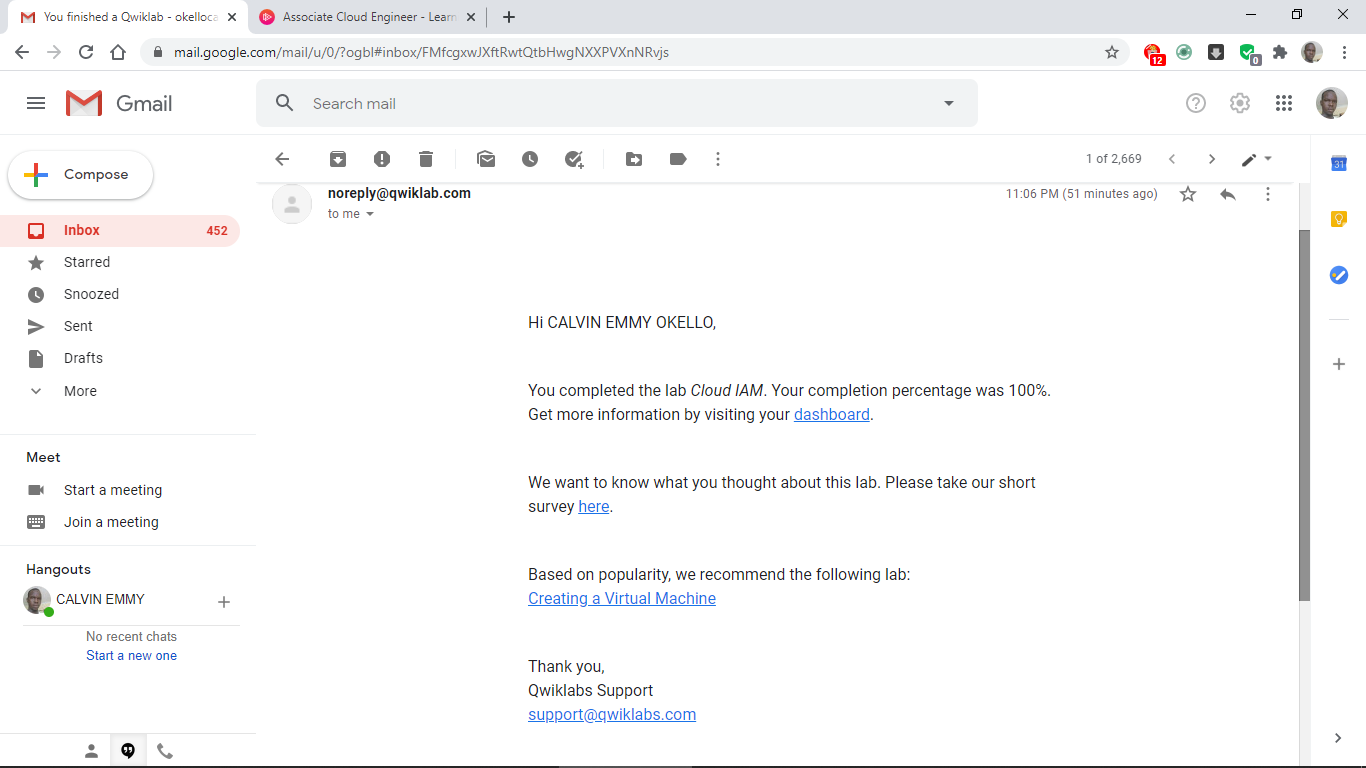 You finished a Qwiklab - okelloca
Associate Cloud Engineer - Learn
mail.google.com/mail/u/0/?ogbl#inbox/FMfcgxwJXftRwtQtbHwgNXXPVXnNRvjs
12
0
Gmail
Search mail
Compose
1 of 2,669
31
noreply@qwiklab.com
11:06 PM (51 minutes ago)
to me
Inbox 452
Starred
Snoozed
Sent
Drafts
More
Meet
Start a meeting
Join a meeting
Hangouts
CALVIN EMMY
No recent chats
Start a new one
Hi CALVIN EMMY OKELLO,
You completed the lab Cloud IAM. Your completion percentage was 100%.
Get more information by visiting your dashboard.
We want to know what you thought about this lab. Please take our short
survey here.
Based on popularity, we recommend the following lab:
Creating a Virtual Machine
Thank you,
Qwiklabs Support
support@qwiklabs.com